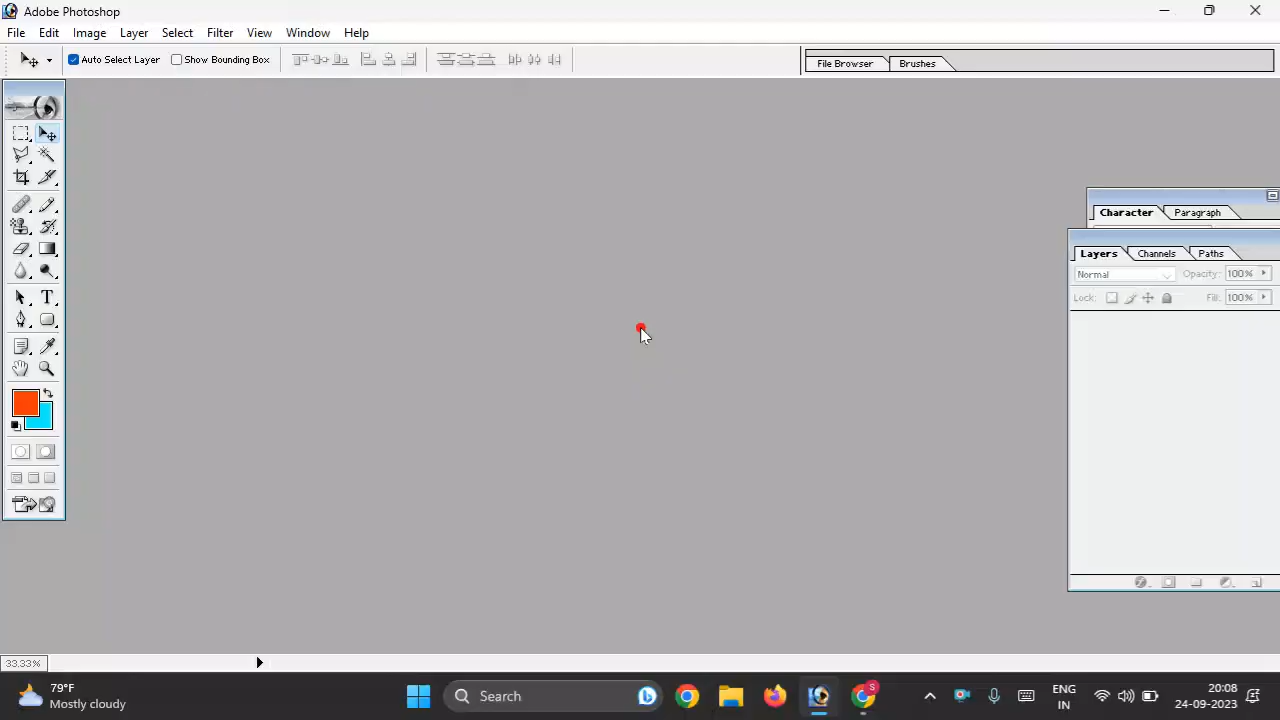 Adobe Photoshop
File Edit Image Layer Select Filter View Window Help
Auto Select Layer Show Bounding Box File Browser Brushes
Character Paragraph
Layers Channels Paths
Normal Opacity: 100%
Lock: Fill: 100%
T
33.33%
79°F
Mostly cloudy
Search
S
ENG
IN
20:08
24-09-2023